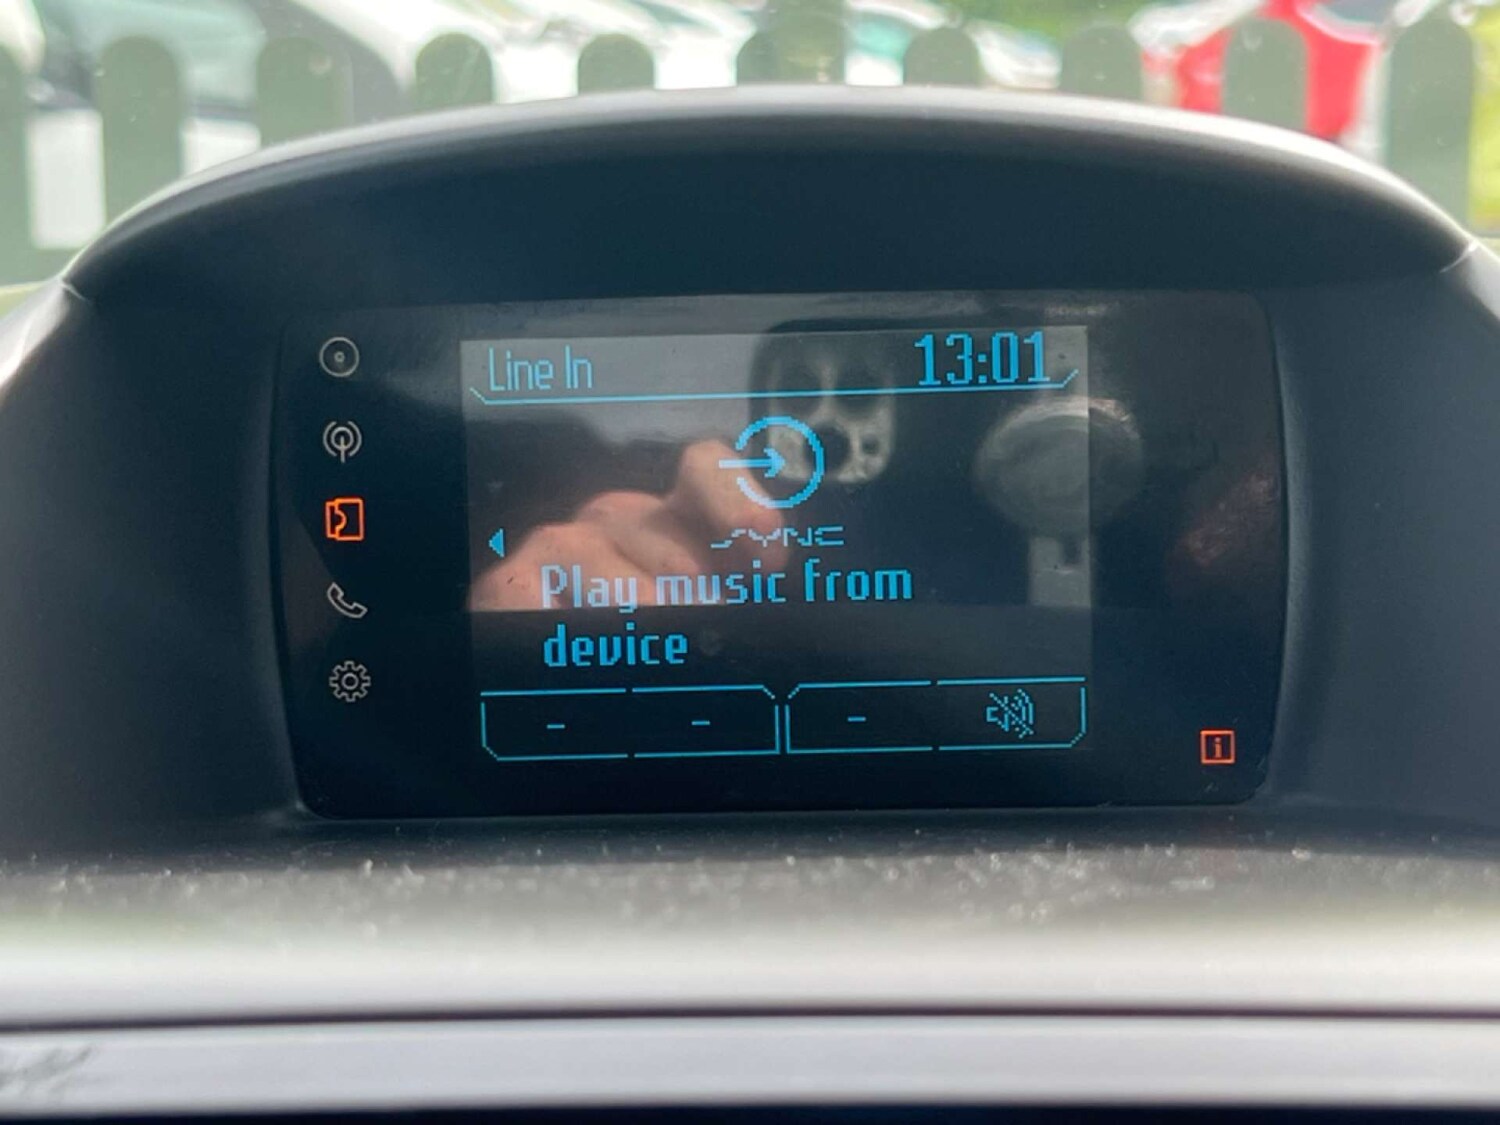 Line In
13:01
SYNC
Play music from
device
- - -
i